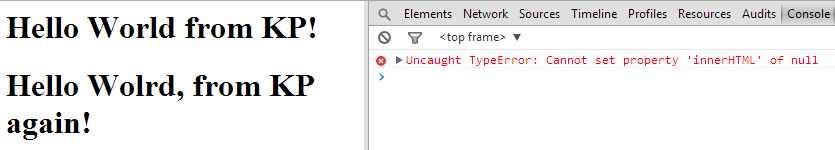 Hello World from KP!
Hello Wolrd, from KP
again!
Elements Network Sources Timeline Profiles Resources Audits Console
<top frame> ▼
Uncaught TypeError: Cannot set property 'innerHTML' of null